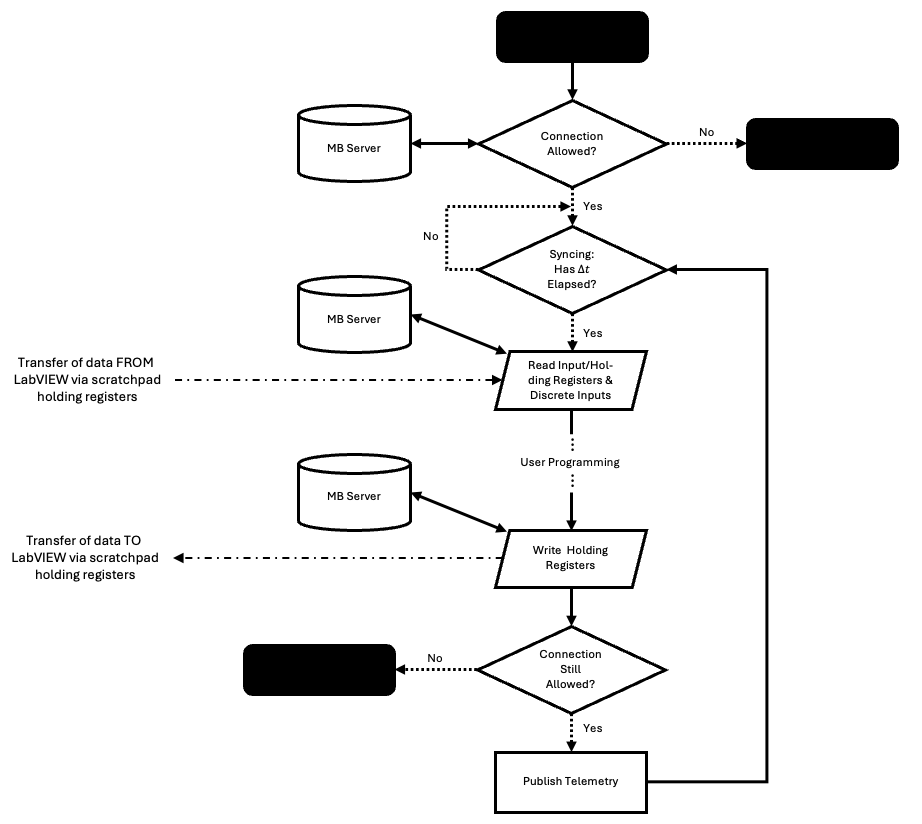 Connection
Allowed?
MB Server
No
Yes
No
Syncing:
Has Δt
Elapsed?
MB Server
Yes
Transfer of data FROM
LabVIEW via scratchpad
holding registers
Read Input/Hol-
ding Registers &
Discrete Inputs
User Programming
MB Server
Transfer of data TO
LabVIEW via scratchpad
holding registers
Write Holding
Registers
Connection
Still
Allowed?
No
Yes
Publish Telemetry